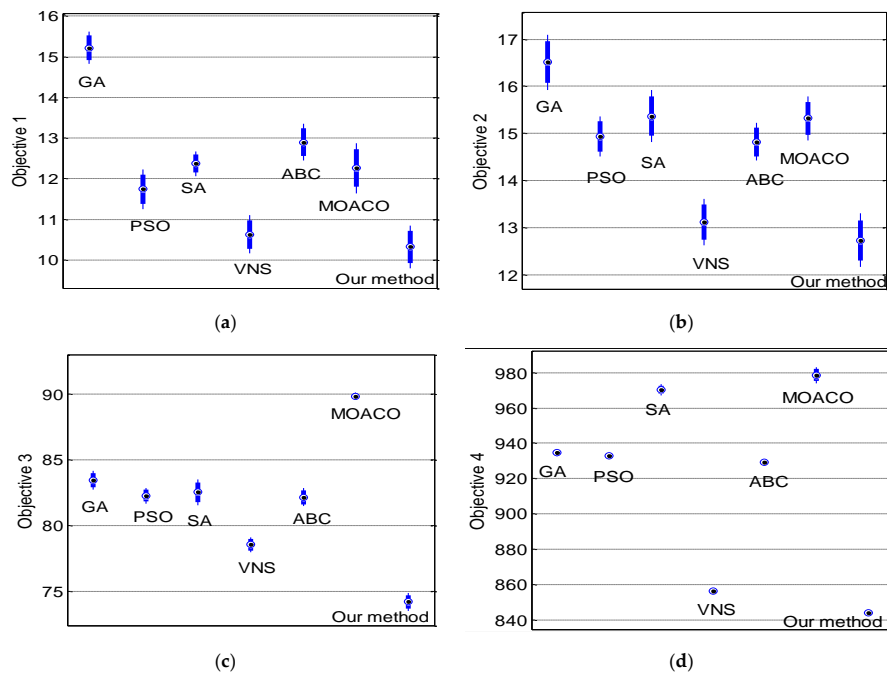 16
15
14
13
12
11
10
Objective 1
GA
PSO
SA
VNS
ABC
MOACO
Our method
(a)
17
16
15
14
13
12
Objective 2
GA
PSO
SA
VNS
ABC
MOACO
Our method
(b)
90
85
80
75
Objective 3
GA
PSO
SA
VNS
ABC
MOACO
Our method
(c)
980
960
940
920
900
880
860
840
Objective 4
GA
PSO
SA
VNS
ABC
MOACO
Our method
(d)